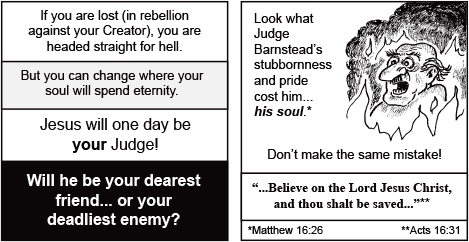 If you are lost (in rebellion
against your Creator), you are
headed straight for hell.
But you can change where your
soul will spend eternity.
Jesus will one day be
your Judge!
Will he be your dearest
friend... or your
deadliest enemy?
Look what
Judge
Barnstead’s
stubbornness
and pride
cost him...
his soul.*
Don’t make the same mistake!
“...Believe on the Lord Jesus Christ,
and thou shalt be saved...”**
*Matthew 16:26 **Acts 16:31